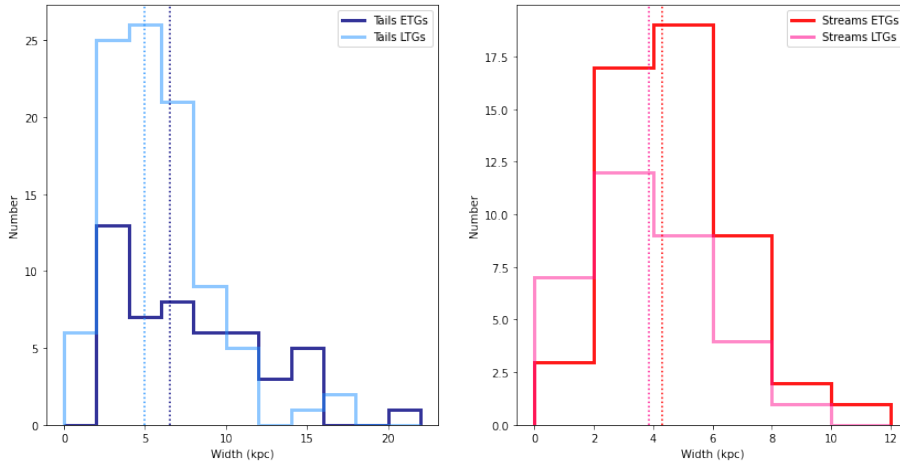 Tails ETGs
Tails LTGs
25
20
15
10
5
0
Number
0 5 10 15 20
Width (kpc)
Streams ETGs
Streams LTGs
17.5
15.0
12.5
10.0
7.5
5.0
2.5
0.0
Number
0 2 4 6 8 10 12
Width (kpc)